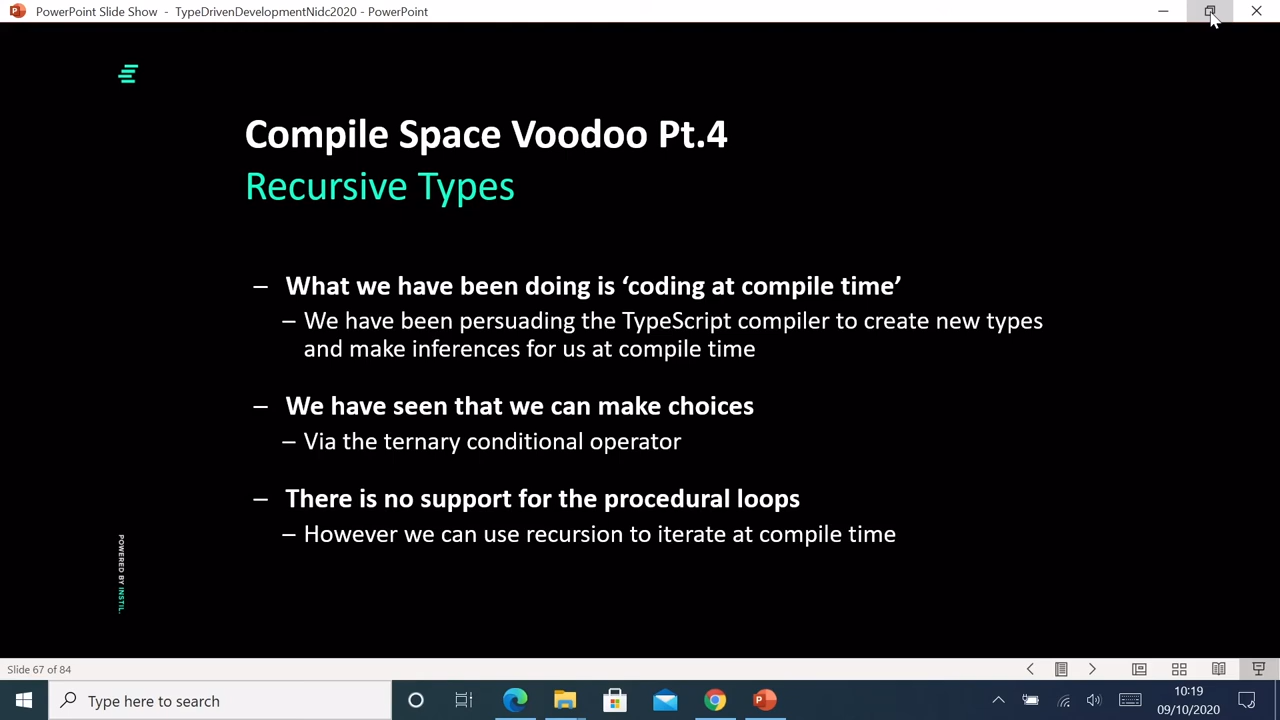 PowerPoint Slide Show - TypeDrivenDevelopmentNidc2020 - PowerPoint
Compile Space Voodoo Pt.4
Recursive Types
– What we have been doing is ‘coding at compile time’
– We have been persuading the TypeScript compiler to create new types
and make inferences for us at compile time
– We have seen that we can make choices
– Via the ternary conditional operator
– There is no support for the procedural loops
– However we can use recursion to iterate at compile time
POWERED BY INSTIL.
Slide 67 of 84
Type here to search
10:19
09/10/2020